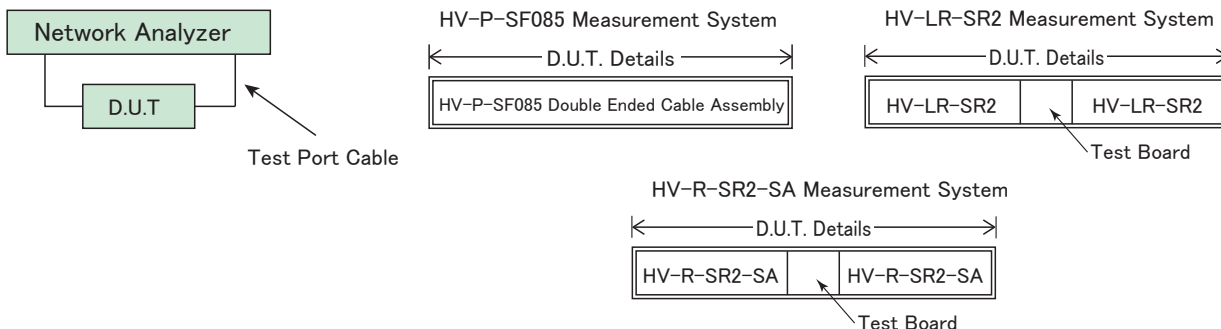 Network Analyzer
D.U.T
Test Port Cable
HV-P-SF085 Measurement System
D.U.T. Details
HV-P-SF085 Double Ended Cable Assembly
HV-LR-SR2 Measurement System
D.U.T. Details
HV-LR-SR2 HV-LR-SR2
Test Board
HV-R-SR2-SA Measurement System
D.U.T. Details
HV-R-SR2-SA HV-R-SR2-SA
Test Board